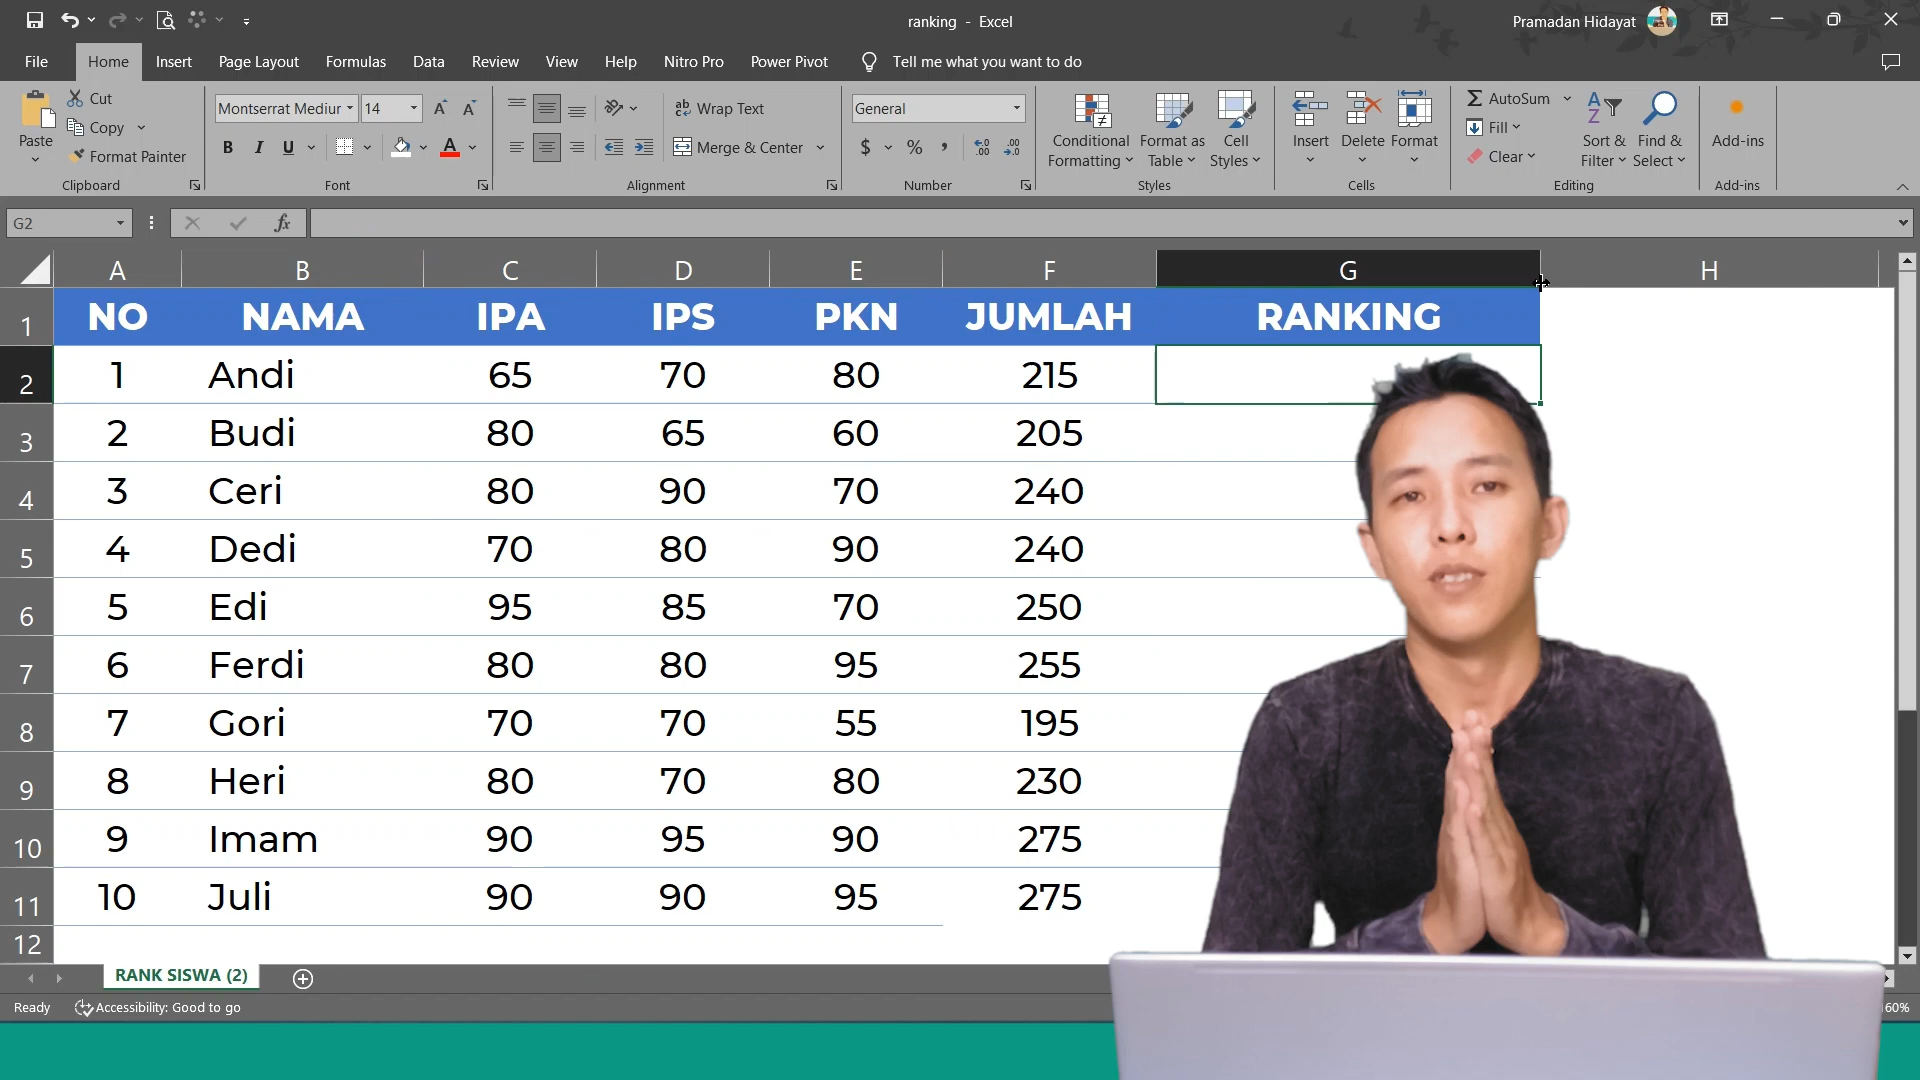 ranking - Excel
Pramadan Hidayat
File Home Insert Page Layout Formulas Data Review View Help Nitro Pro Power Pivot Tell me what you want to do
Paste
Cut
Copy
Format Painter
Clipboard
Montserrat Mediur 14
B I U
Font
Wrap Text
Merge & Center
Alignment
General
$ % ,
Number
Conditional Formatting
Format as Table
Cell Styles
Styles
Insert Delete Format
Cells
AutoSum
Fill
Clear
Sort & Filter
Find & Select
Editing
Add-ins
Add-ins
G2
fx
A B C D E F G H
1 NO NAMA IPA IPS PKN JUMLAH RANKING
2 1 Andi 65 70 80 215
3 2 Budi 80 65 60 205
4 3 Ceri 80 90 70 240
5 4 Dedi 70 80 90 240
6 5 Edi 95 85 70 250
7 6 Ferdi 80 80 95 255
8 7 Gori 70 70 55 195
9 8 Heri 80 70 80 230
10 9 Imam 90 95 90 275
11 10 Juli 90 90 95 275
12
RANK SISWA (2)
Ready Accessibility: Good to go
60%